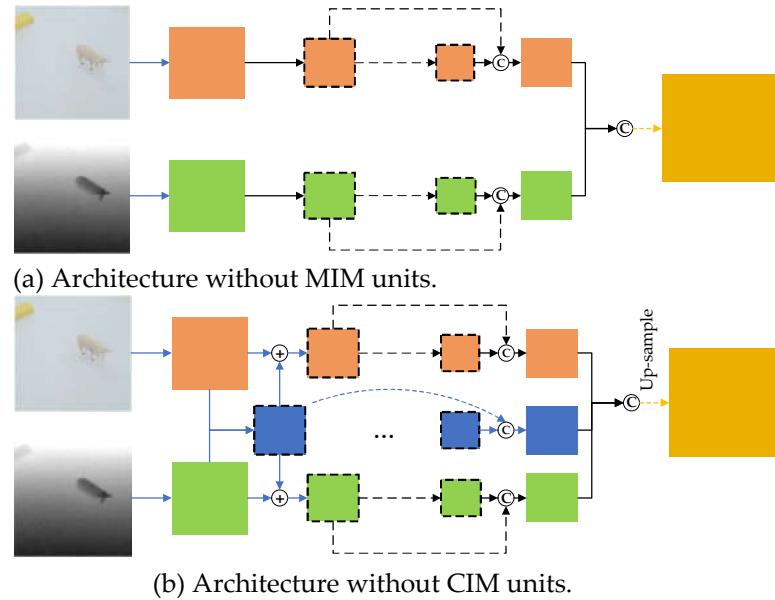 C
C
C
(a) Architecture without MIM units.
Up-sample
+
C
...
C
C
+
C
(b) Architecture without CIM units.